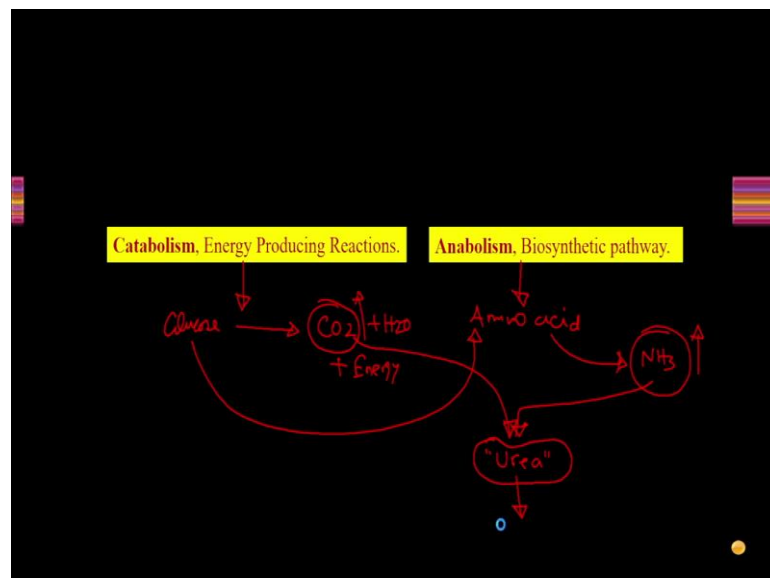 Catabolism, Energy Producing Reactions.
Anabolism, Biosynthetic pathway.
Glucose
CO2
+ H2O
+ Energy
Amino acid
NH3
"Urea"